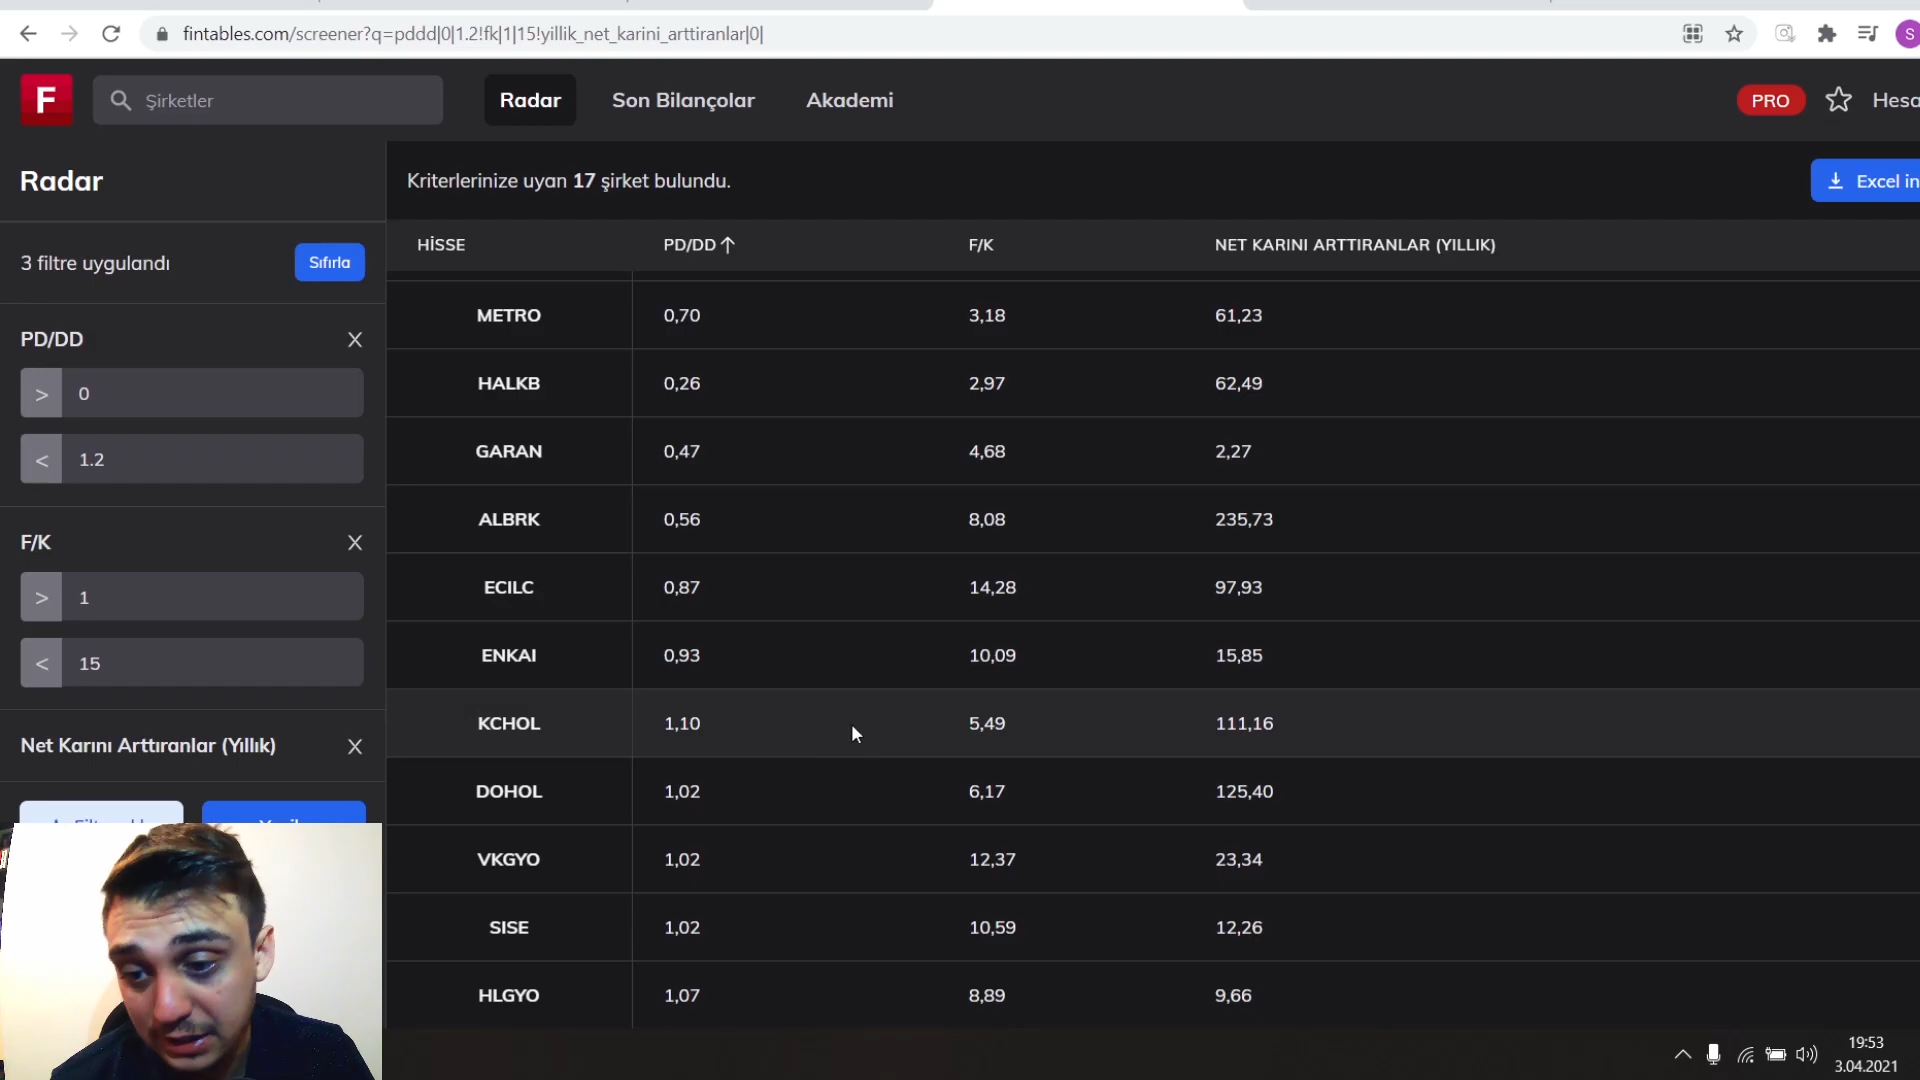 fintables.com/screener?q=pddd|0|1.2!fk|1|15!yillik_net_karini_arttiranlar|0|
S
F
Şirketler
Radar
Son Bilançolar
Akademi
PRO
Hesa
Radar
Kriterlerinize uyan 17 şirket bulundu.
Excel in
3 filtre uygulandı
Sıfırla
PD/DD X
> 0
< 1.2
F/K X
> 1
< 15
Net Karını Arttıranlar (Yıllık) X
HİSSE PD/DD F/K NET KARINI ARTTIRANLAR (YILLIK)
METRO 0,70 3,18 61,23
HALKB 0,26 2,97 62,49
GARAN 0,47 4,68 2,27
ALBRK 0,56 8,08 235,73
ECILC 0,87 14,28 97,93
ENKAI 0,93 10,09 15,85
KCHOL 1,10 5,49 111,16
DOHOL 1,02 6,17 125,40
VKGYO 1,02 12,37 23,34
SISE 1,02 10,59 12,26
HLGYO 1,07 8,89 9,66
19:53
3.04.2021